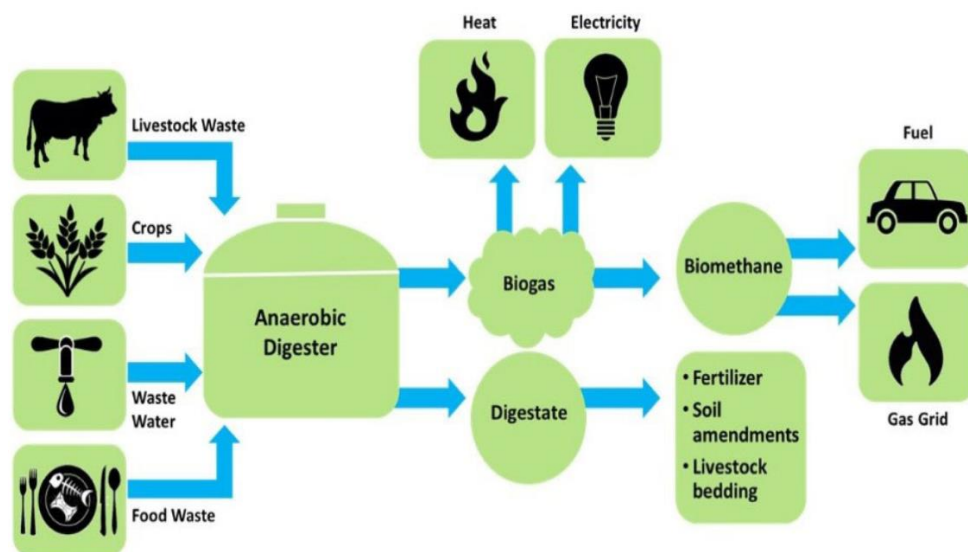 Heat
Electricity
Livestock Waste
Crops
Waste
Water
Food Waste
Anaerobic
Digester
Biogas
Digestate
Biomethane
• Fertilizer
• Soil
amendments
• Livestock
bedding
Fuel
Gas Grid